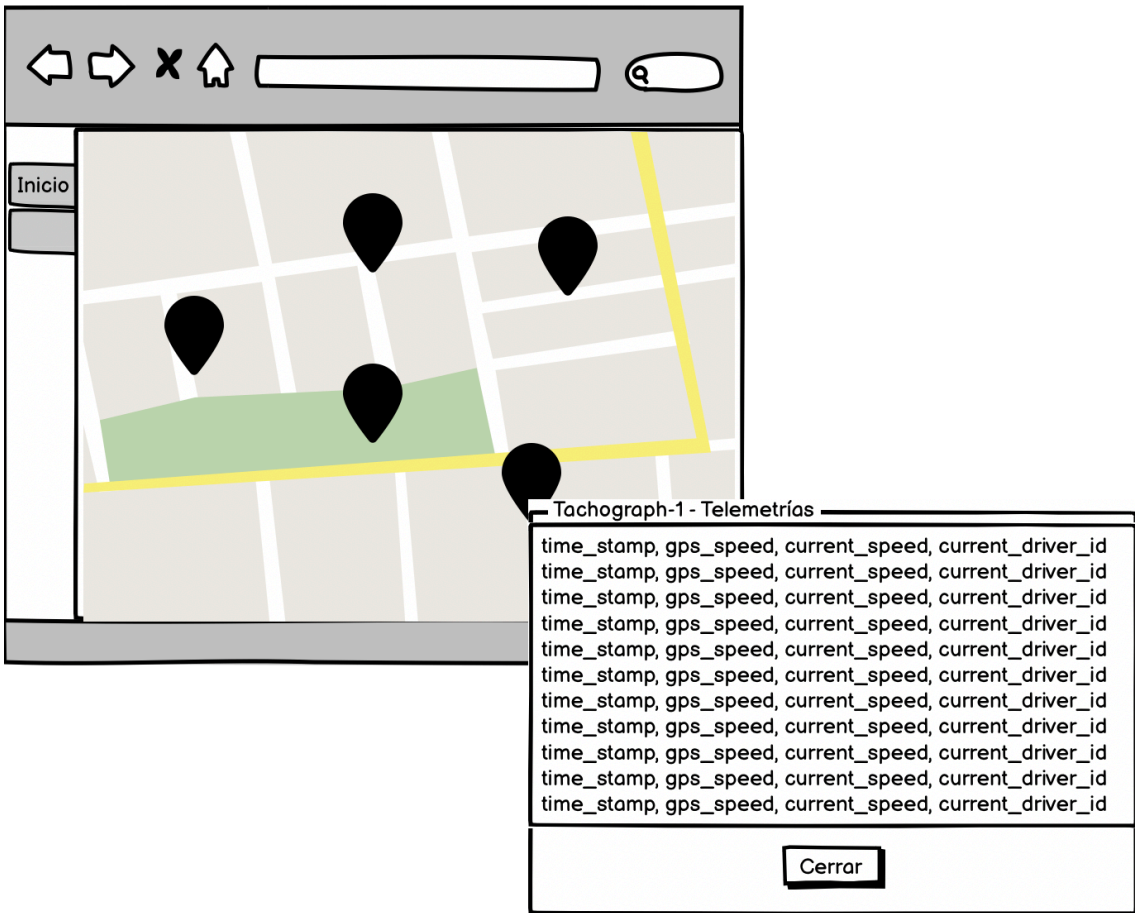 Inicio
Tachograph-1 - Telemetrías
time_stamp, gps_speed, current_speed, current_driver_id
time_stamp, gps_speed, current_speed, current_driver_id
time_stamp, gps_speed, current_speed, current_driver_id
time_stamp, gps_speed, current_speed, current_driver_id
time_stamp, gps_speed, current_speed, current_driver_id
time_stamp, gps_speed, current_speed, current_driver_id
time_stamp, gps_speed, current_speed, current_driver_id
time_stamp, gps_speed, current_speed, current_driver_id
time_stamp, gps_speed, current_speed, current_driver_id
time_stamp, gps_speed, current_speed, current_driver_id
time_stamp, gps_speed, current_speed, current_driver_id
Cerrar